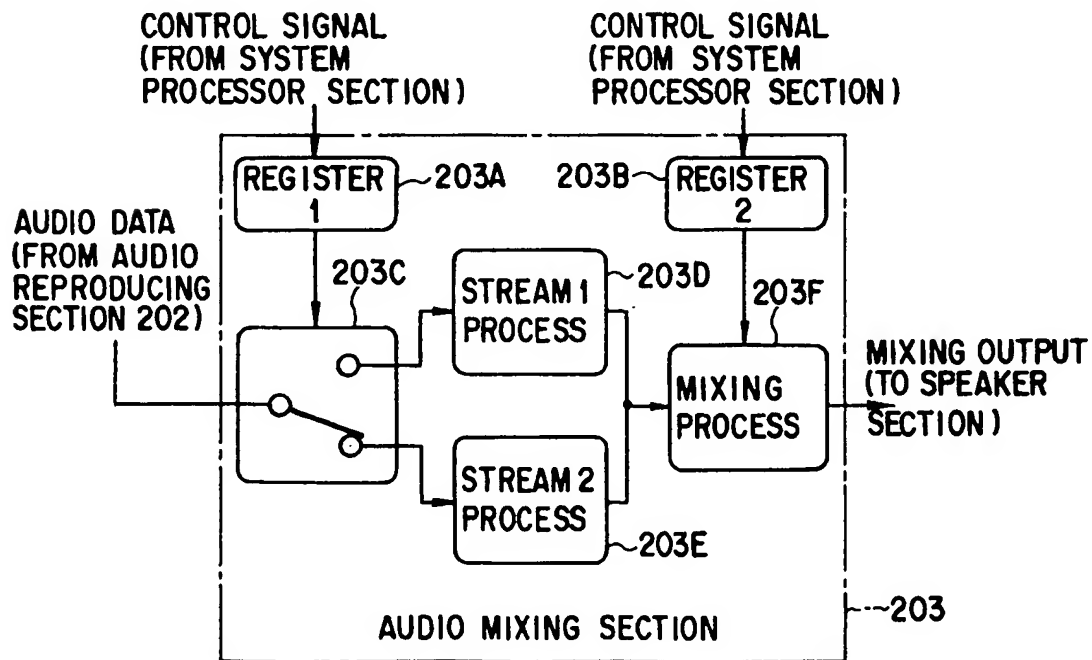 CONTROL SIGNAL
(FROM SYSTEM
PROCESSOR SECTION)
CONTROL SIGNAL
(FROM SYSTEM
PROCESSOR SECTION)
REGISTER
1
203A
203B
REGISTER
2
AUDIO DATA
(FROM AUDIO
REPRODUCING
SECTION 202)
203C
STREAM 1
PROCESS
203D
203F
MIXING
PROCESS
MIXING OUTPUT
(TO SPEAKER
SECTION)
STREAM 2
PROCESS
203E
AUDIO MIXING SECTION
203